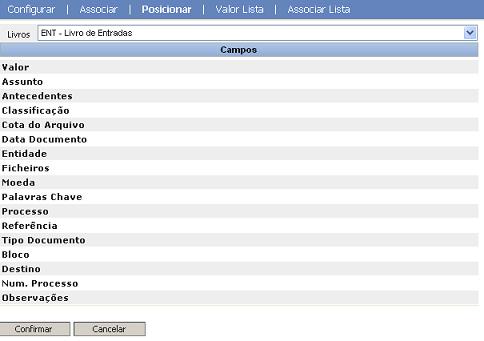 Configurar | Associar | Posicionar | Valor Lista | Associar Lista
Livros ENT - Livro de Entradas
Campos
Valor
Assunto
Antecedentes
Classificação
Cota do Arquivo
Data Documento
Entidade
Ficheiros
Moeda
Palavras Chave
Processo
Referência
Tipo Documento
Bloco
Destino
Num. Processo
Observações
Confirmar Cancelar